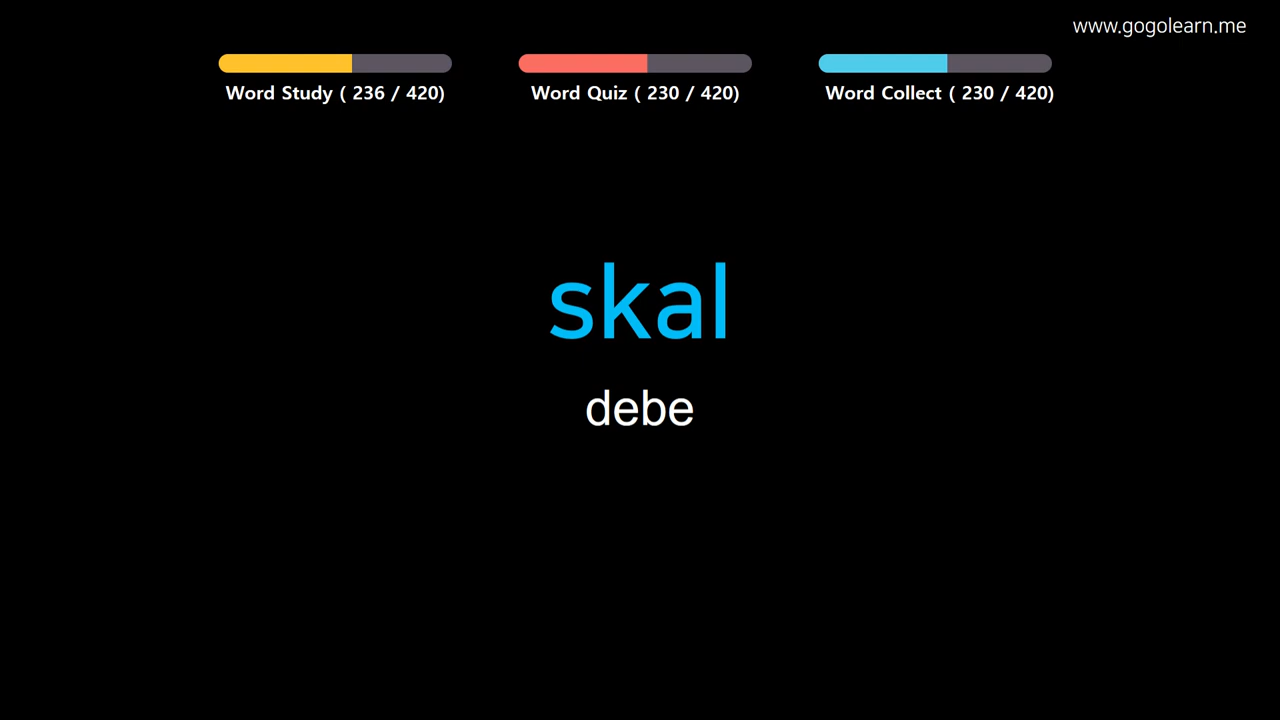 www.gogolearn.me
Word Study ( 236 / 420)
Word Quiz ( 230 / 420)
Word Collect ( 230 / 420)
skal
debe